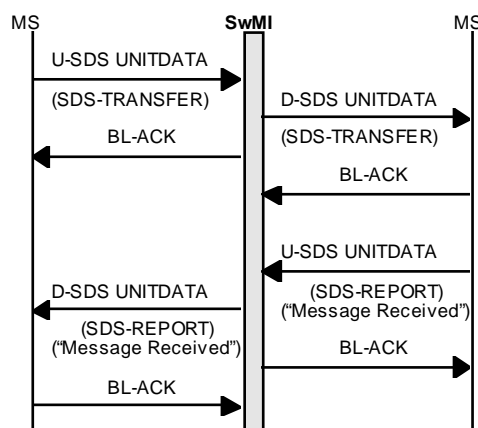 MS
SwMI
MS
U-SDS UNITDATA
(SDS-TRANSFER)
D-SDS UNITDATA
(SDS-TRANSFER)
BL-ACK
BL-ACK
U-SDS UNITDATA
(SDS-REPORT)
(“Message Received”)
D-SDS UNITDATA
(SDS-REPORT)
(“Message Received”)
BL-ACK
BL-ACK